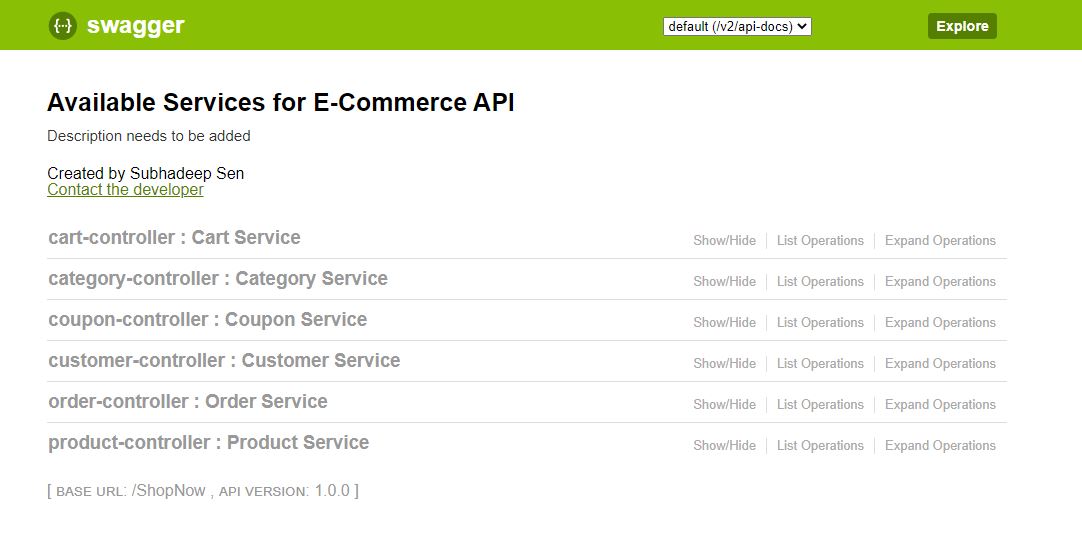 {···} swagger default (/v2/api-docs) Explore
Available Services for E-Commerce API
Description needs to be added
Created by Subhadeep Sen
Contact the developer
cart-controller : Cart Service Show/Hide List Operations Expand Operations
category-controller : Category Service Show/Hide List Operations Expand Operations
coupon-controller : Coupon Service Show/Hide List Operations Expand Operations
customer-controller : Customer Service Show/Hide List Operations Expand Operations
order-controller : Order Service Show/Hide List Operations Expand Operations
product-controller : Product Service Show/Hide List Operations Expand Operations
[ BASE URL: /ShopNow , API VERSION: 1.0.0 ]